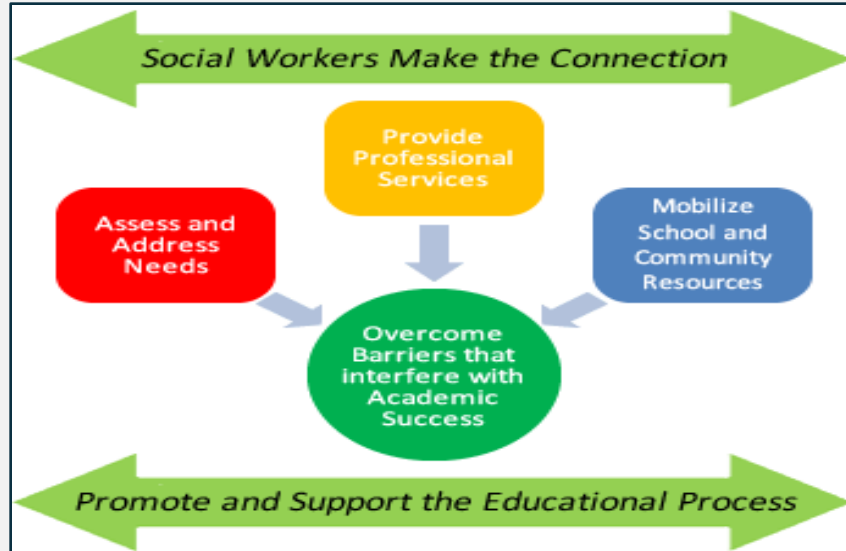 Social Workers Make the Connection
Provide
Professional
Services
Assess and
Address
Needs
Mobilize
School and
Community
Resources
Overcome
Barriers that
interfere with
Academic
Success
Promote and Support the Educational Process